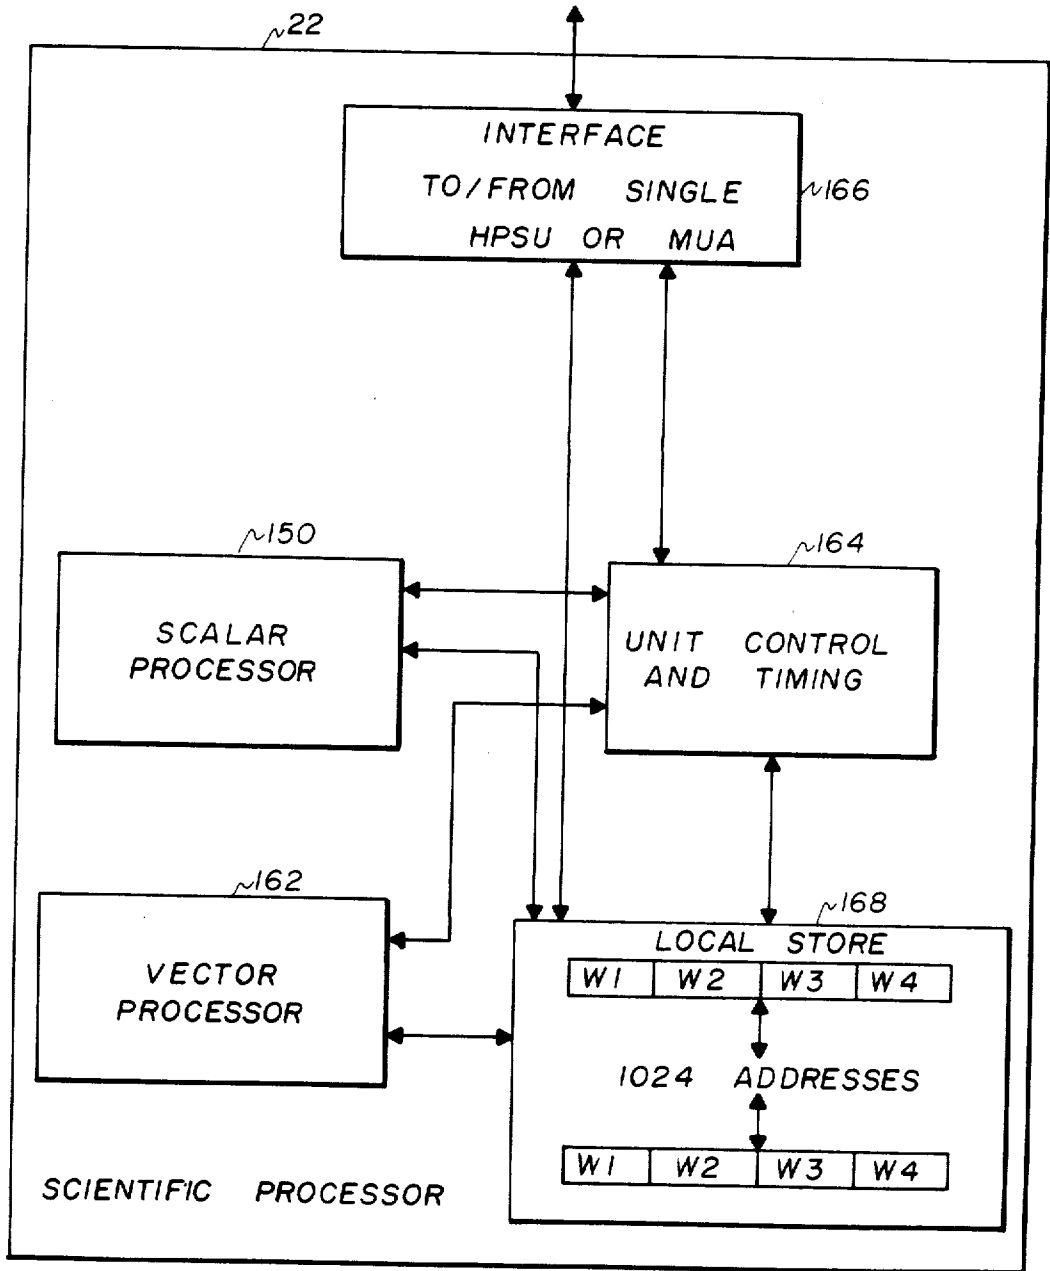 22
INTERFACE
TO/FROM SINGLE
HPSU OR MUA
166
150
SCALAR
PROCESSOR
164
UNIT CONTROL
AND TIMING
162
VECTOR
PROCESSOR
168
LOCAL STORE
W1 W2 W3 W4
1024 ADDRESSES
W1 W2 W3 W4
SCIENTIFIC PROCESSOR